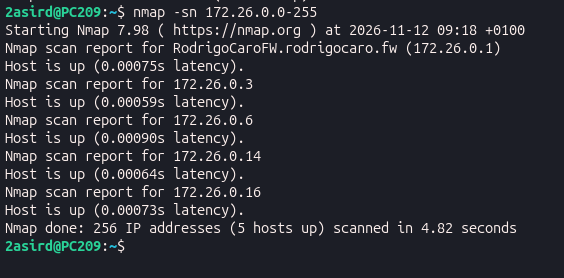 2asird@PC209:~$ nmap -sn 172.26.0.0-255
Starting Nmap 7.98 ( https://nmap.org ) at 2026-11-12 09:18 +0100
Nmap scan report for RodrigoCaroFW.rodrigocaro.fw (172.26.0.1)
Host is up (0.00075s latency).
Nmap scan report for 172.26.0.3
Host is up (0.00059s latency).
Nmap scan report for 172.26.0.6
Host is up (0.00090s latency).
Nmap scan report for 172.26.0.14
Host is up (0.00064s latency).
Nmap scan report for 172.26.0.16
Host is up (0.00073s latency).
Nmap done: 256 IP addresses (5 hosts up) scanned in 4.82 seconds
2asird@PC209:~$